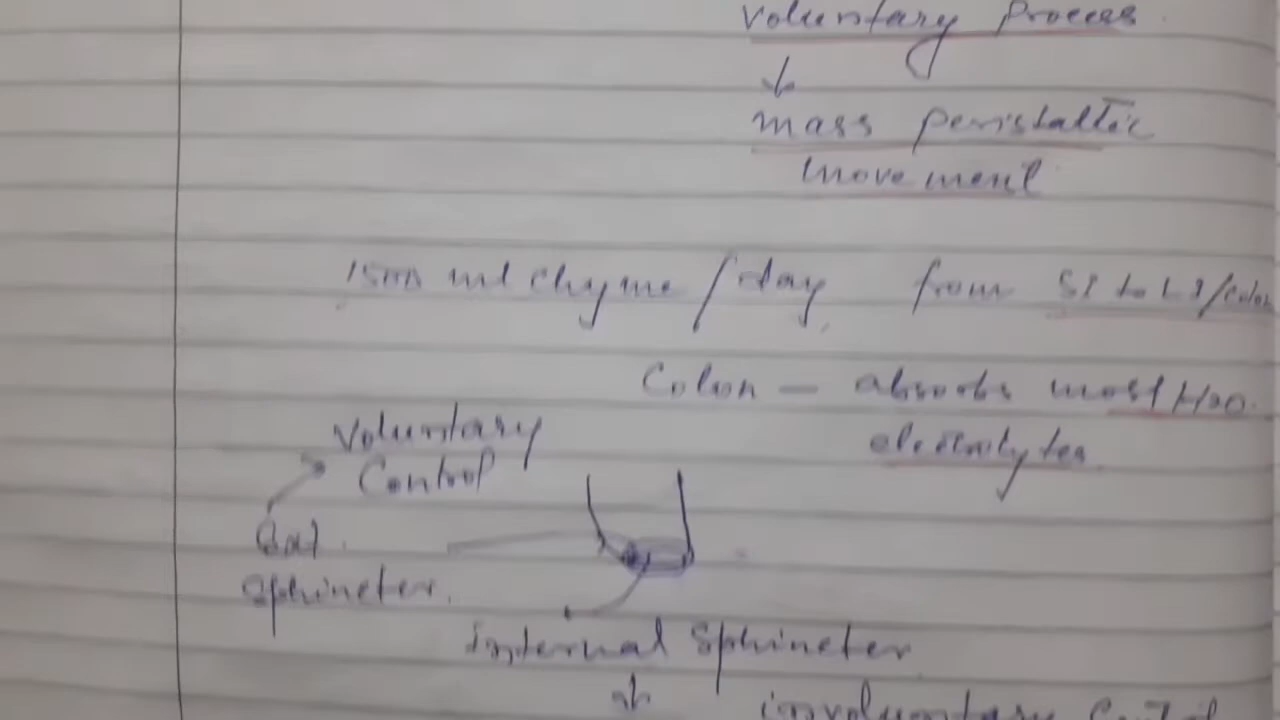 voluntary Process
mass peristaltic
movement
1500 ml chyme / day from SI to LI/colon
Colon — absorbs most H2O.
electrolytes
Voluntary
Control
sphincter.
internal Sphincter
involuntary